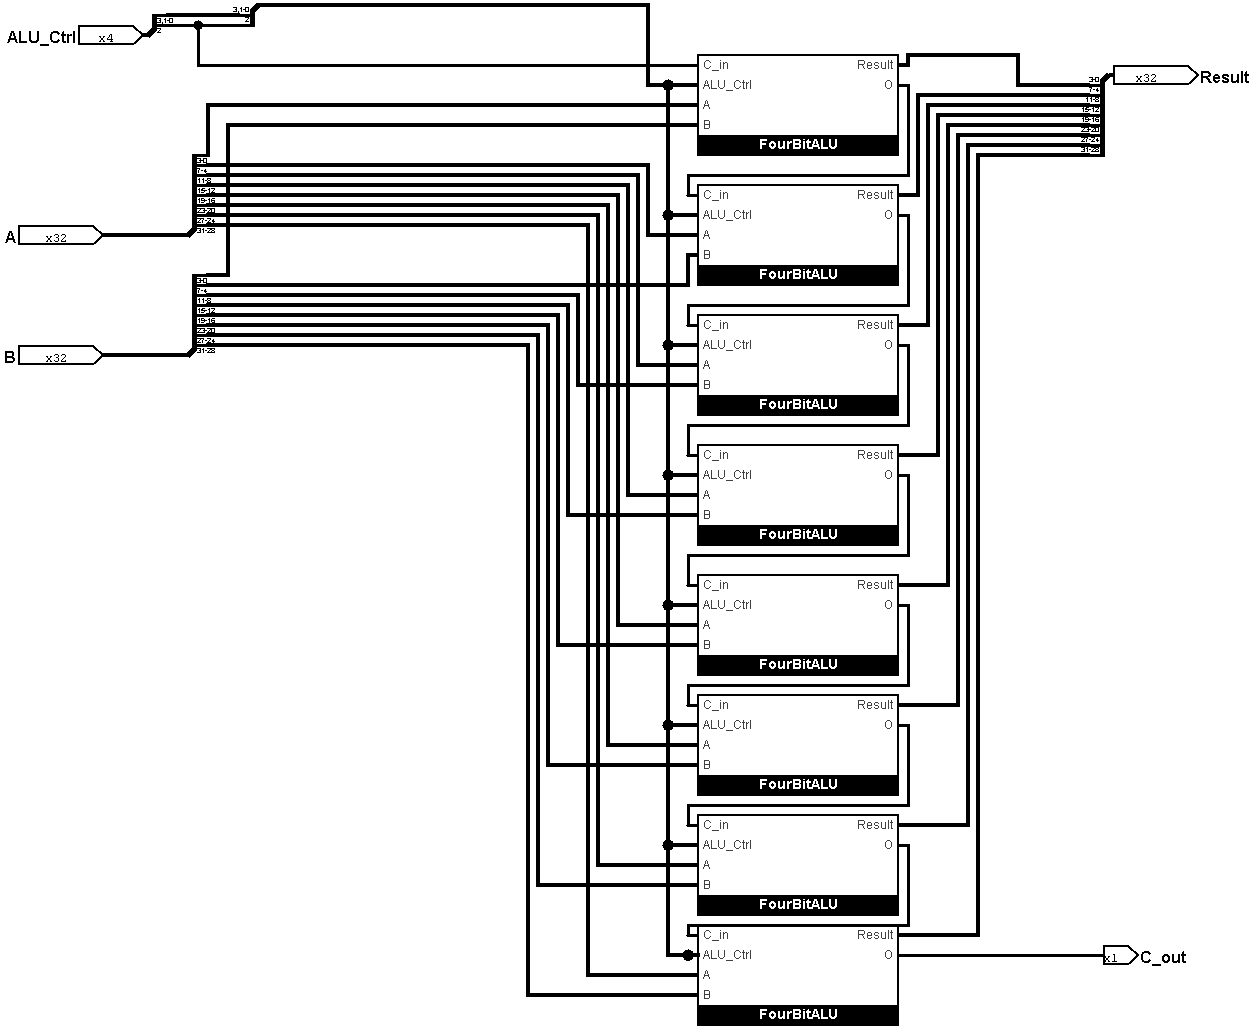 ALU_Ctrl
x4
3,1-0
2
3,1-0
2
C_in
Result
ALU_Ctrl
O
A
B
FourBitALU
3-0
7-4
11-8
15-12
19-16
23-20
27-24
31-28
x32
Result
3-0
7-4
11-8
15-12
19-16
23-20
27-24
31-28
A
x32
C_in
Result
ALU_Ctrl
O
A
B
FourBitALU
3-0
7-4
11-8
15-12
19-16
23-20
27-24
31-28
B
x32
C_in
Result
ALU_Ctrl
O
A
B
FourBitALU
C_in
Result
ALU_Ctrl
O
A
B
FourBitALU
C_in
Result
ALU_Ctrl
O
A
B
FourBitALU
C_in
Result
ALU_Ctrl
O
A
B
FourBitALU
C_in
Result
ALU_Ctrl
O
A
B
FourBitALU
C_in
Result
ALU_Ctrl
O
A
B
FourBitALU
x1
C_out